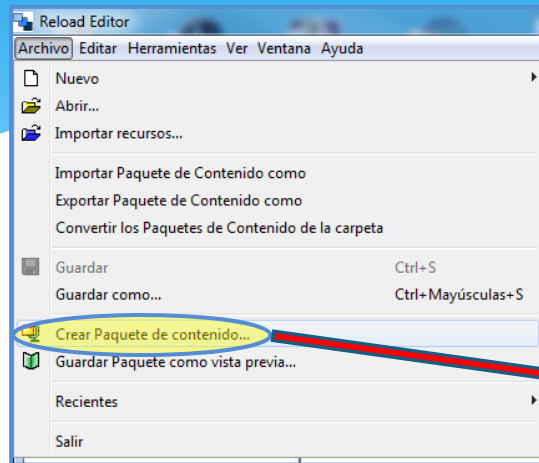 Reload Editor
Archivo Editar Herramientas Ver Ventana Ayuda
Nuevo
Abrir...
Importar recursos...
Importar Paquete de Contenido como
Exportar Paquete de Contenido como
Convertir los Paquetes de Contenido de la carpeta
Guardar Ctrl+S
Guardar como... Ctrl+Mayúsculas+S
Crear Paquete de contenido...
Guardar Paquete como vista previa...
Recientes
Salir